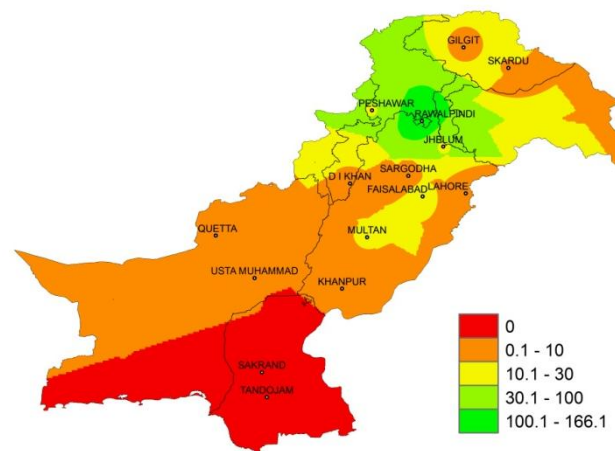 GILGIT
SKARDU
PESHAWAR
RAWALPINDI
JHELUM
SARGODHA
D I KHAN
FAISALABAD
LAHORE
QUETTA
MULTAN
USTA MUHAMMAD
KHANPUR
0
0.1 - 10
10.1 - 30
30.1 - 100
100.1 - 166.1
SAKRAND
TANDOJAM